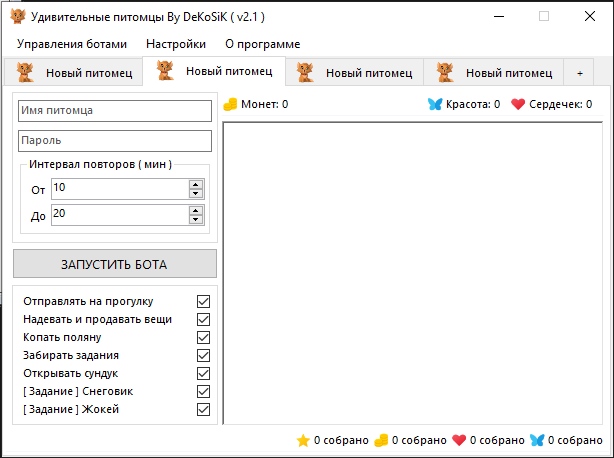 Удивительные питомцы By DeKoSiK ( v2.1 )
Управления ботами Настройки О программе
Новый питомец Новый питомец Новый питомец Новый питомец +
Имя питомца
Пароль
Интервал повторов ( мин )
От 10
До 20
ЗАПУСТИТЬ БОТА
Отправлять на прогулку
Надевать и продавать вещи
Копать поляну
Забирать задания
Открывать сундук
[ Задание ] Снеговик
[ Задание ] Жокей
Монет: 0 Красота: 0 Сердечек: 0
0 собрано 0 собрано 0 собрано 0 собрано